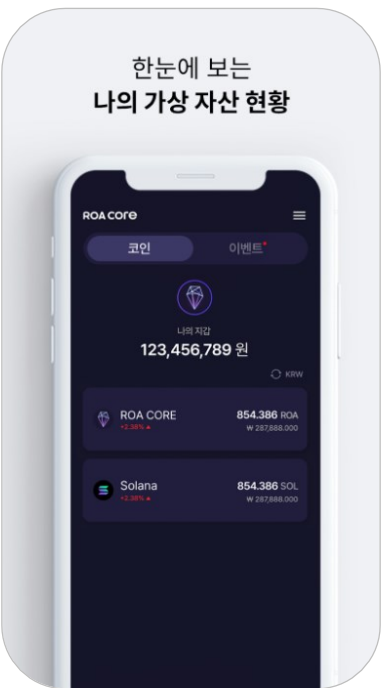 한눈에 보는
나의 가상 자산 현황
ROA CORE
코인
이벤트
나의 지갑
123,456,789 원
KRW
ROA CORE
854.386 ROA
+2.38% ▲
₩ 287,888.000
Solana
854.386 SOL
+2.38% ▲
₩ 287,888.000